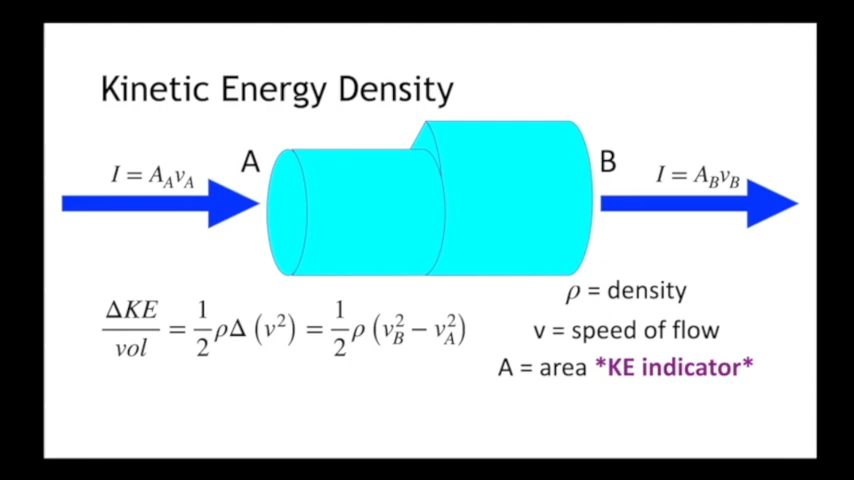 Kinetic Energy Density
A
B
I = A_A v_A
I = A_B v_B
ΔKE/vol = 1/2 ρΔ (v²) = 1/2 ρ (v_B² − v_A²)
ρ = density
v = speed of flow
A = area *KE indicator*